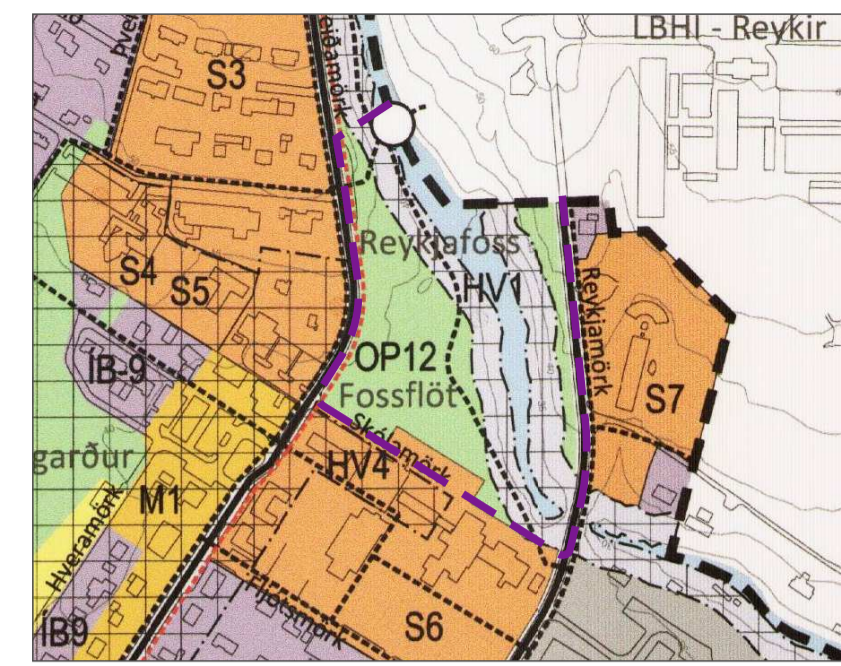 LBHI - Reykir
S3
Reykjafoss
S4
S5
HV1
Reykjamörk
ÍB-9
OP12
Fossflöt
S7
Skólamörk
garður
HV4
M1
Hveramörk
Fljótsmörk
S6
ÍB9